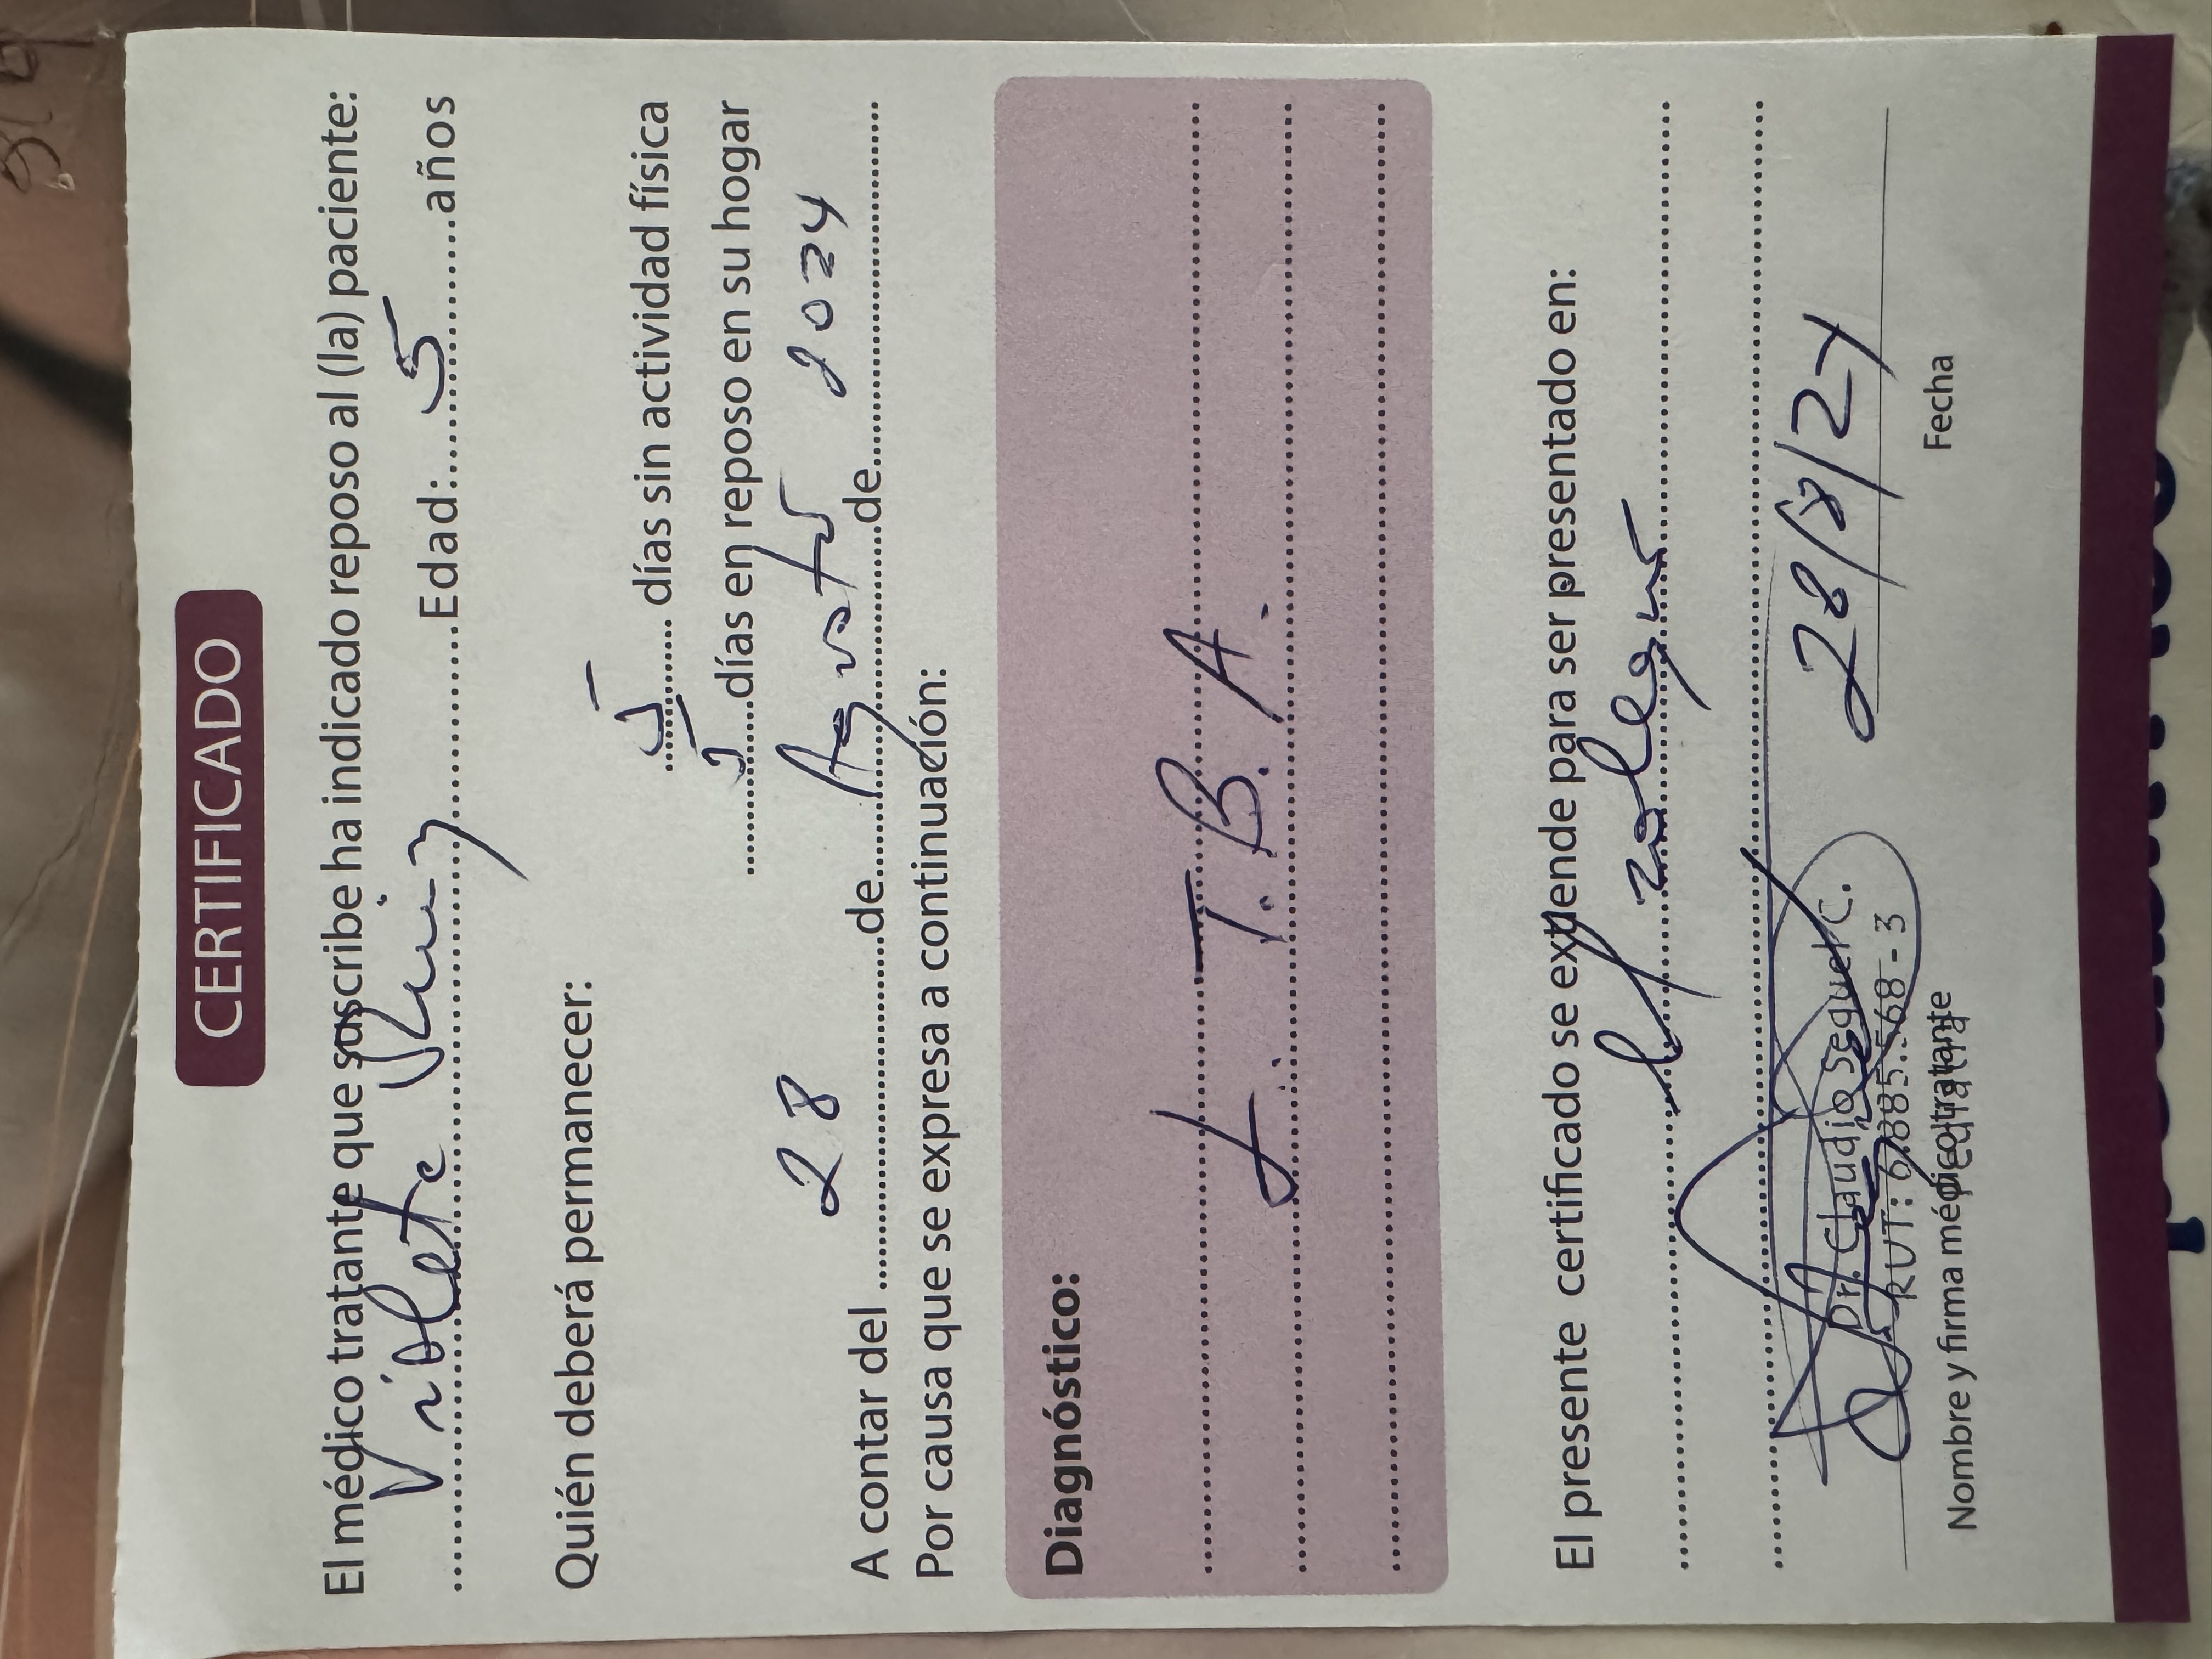 CERTIFICADO
El médico tratante que suscribe ha indicado reposo al (la) paciente:
Violeta Ruiz Edad: 5 años
Quién deberá permanecer:
5 días sin actividad física
5 días en reposo en su hogar
A contar del 28 de Agosto de 2024
Por causa que se expresa a continuación:
Diagnóstico:
L. T. B. A.
El presente certificado se extiende para ser presentado en:
el colegio
28/8/24
Dr. Claudio Seguel C.
RUT: 6.885.568-3
Pediatra
Nombre y firma médico tratante
Fecha